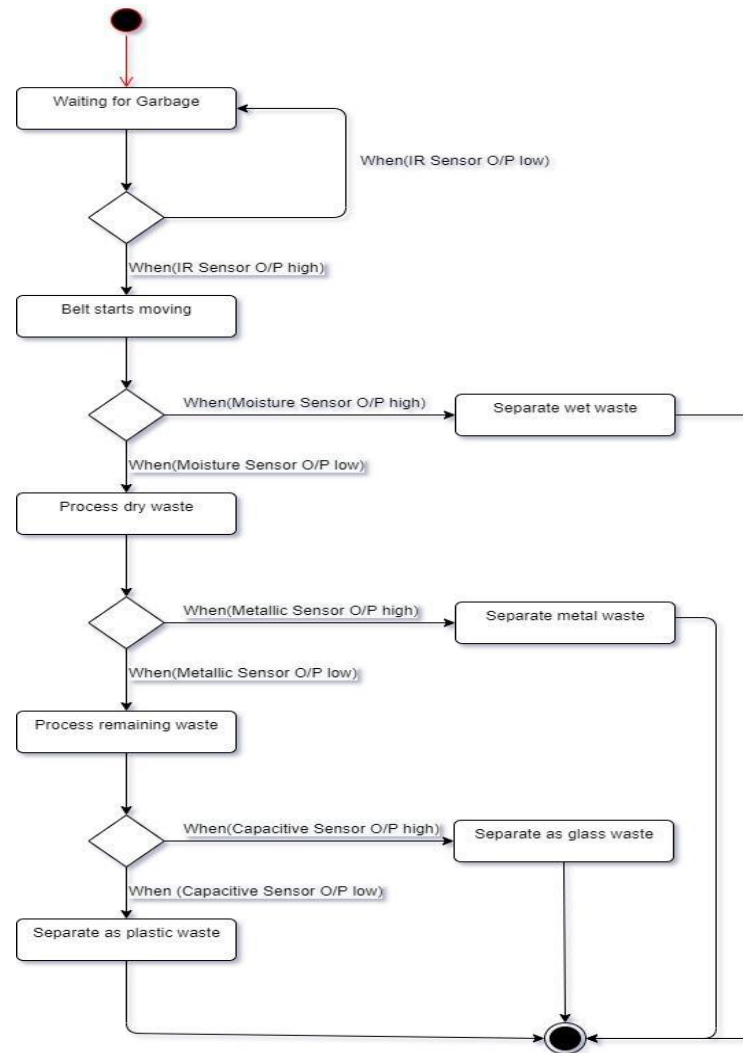 Waiting for Garbage
When(IR Sensor O/P low)
When(IR Sensor O/P high)
Belt starts moving
When(Moisture Sensor O/P high)
Separate wet waste
When(Moisture Sensor O/P low)
Process dry waste
When(Metallic Sensor O/P high)
Separate metal waste
When(Metallic Sensor O/P low)
Process remaining waste
When(Capacitive Sensor O/P high)
Separate as glass waste
When (Capacitive Sensor O/P low)
Separate as plastic waste